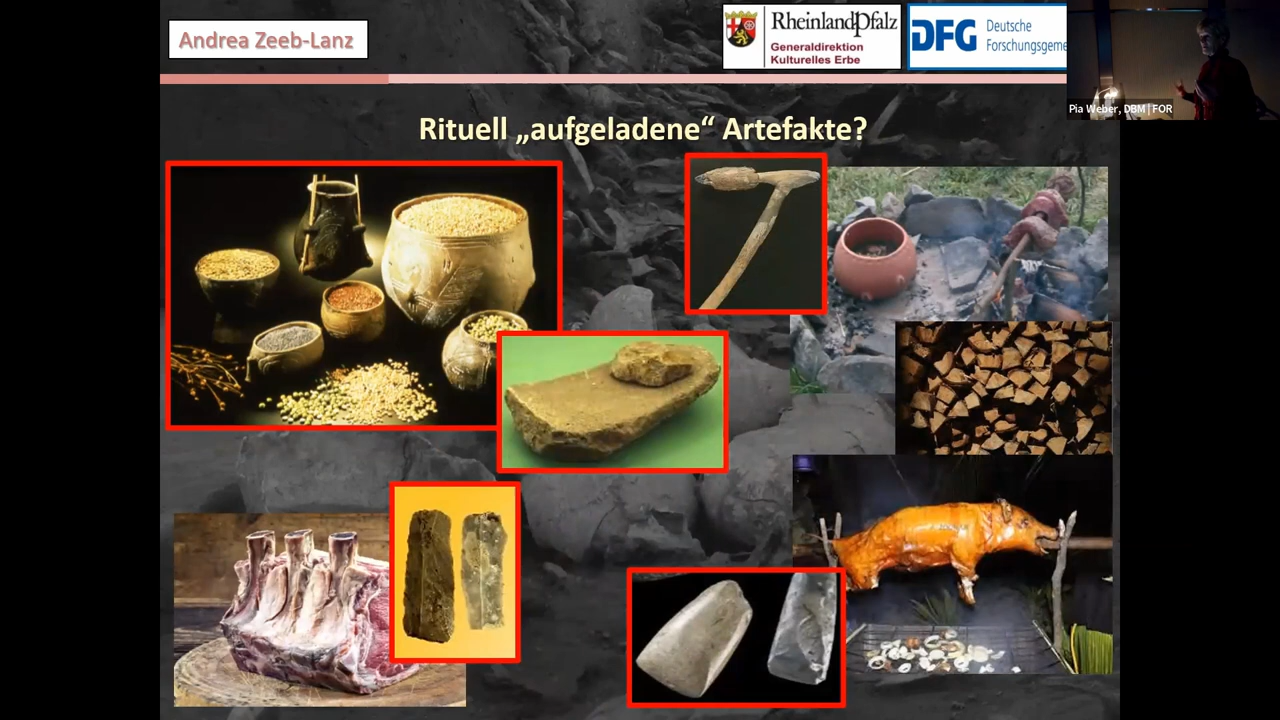 Andrea Zeeb-Lanz
RheinlandPfalz
Generaldirektion
Kulturelles Erbe
DFG
Deutsche
Forschungsgeme
Pia Weber, DBM | FOR
Rituell „aufgeladene“ Artefakte?